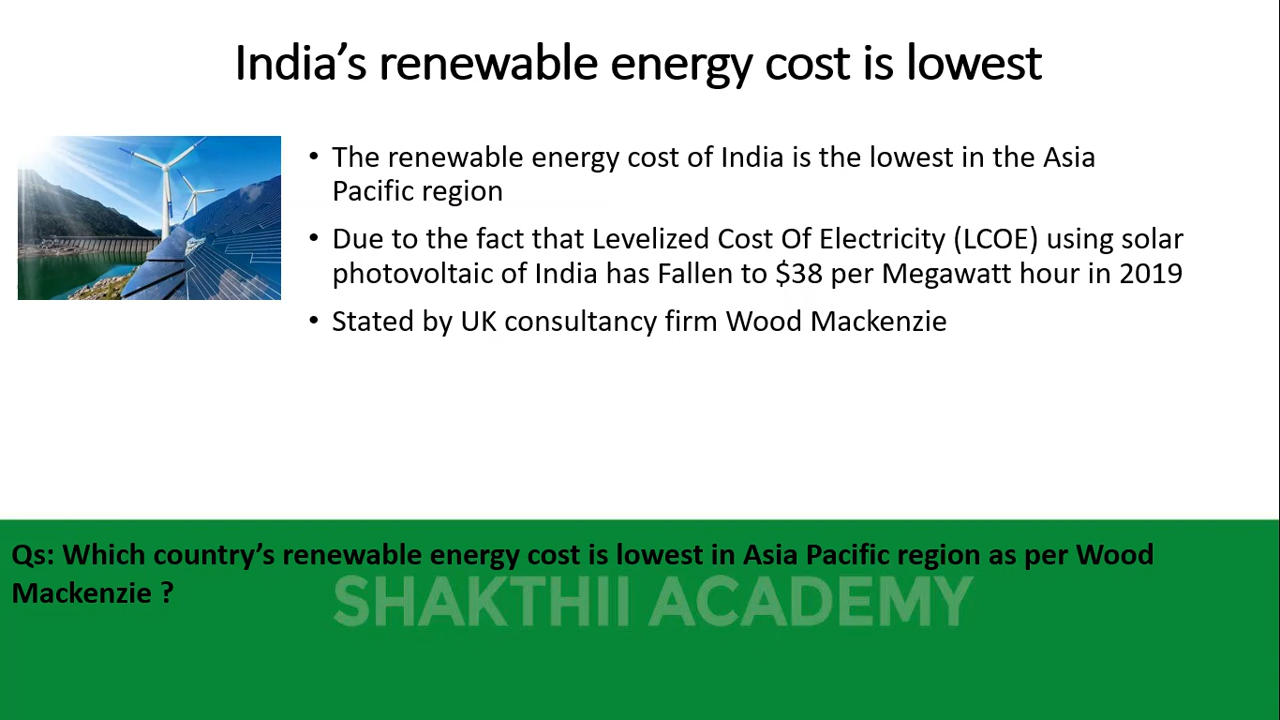 India’s renewable energy cost is lowest
• The renewable energy cost of India is the lowest in the Asia
Pacific region
• Due to the fact that Levelized Cost Of Electricity (LCOE) using solar
photovoltaic of India has Fallen to $38 per Megawatt hour in 2019
• Stated by UK consultancy firm Wood Mackenzie
Qs: Which country’s renewable energy cost is lowest in Asia Pacific region as per Wood
Mackenzie ?
SHAKTHII ACADEMY